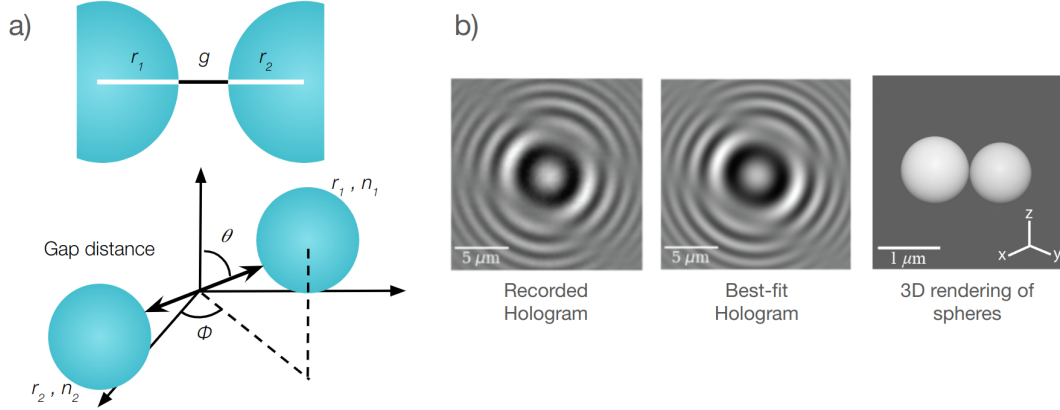 a)
r1
g
r2
r1 , n1
Gap distance
θ
Φ
r2 , n2
b)
5 μm
5 μm
1 μm
z
x
y
Recorded
Hologram
Best-fit
Hologram
3D rendering of
spheres